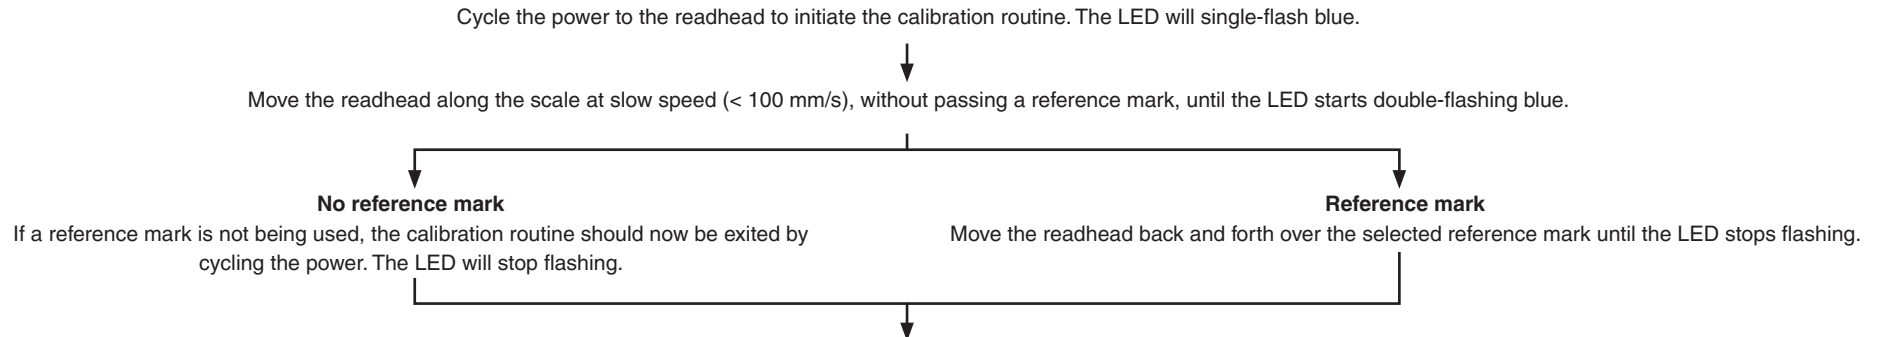 Cycle the power to the readhead to initiate the calibration routine. The LED will single-flash blue.
Move the readhead along the scale at slow speed (< 100 mm/s), without passing a reference mark, until the LED starts double-flashing blue.
No reference mark
If a reference mark is not being used, the calibration routine should now be exited by
cycling the power. The LED will stop flashing.
Reference mark
Move the readhead back and forth over the selected reference mark until the LED stops flashing.